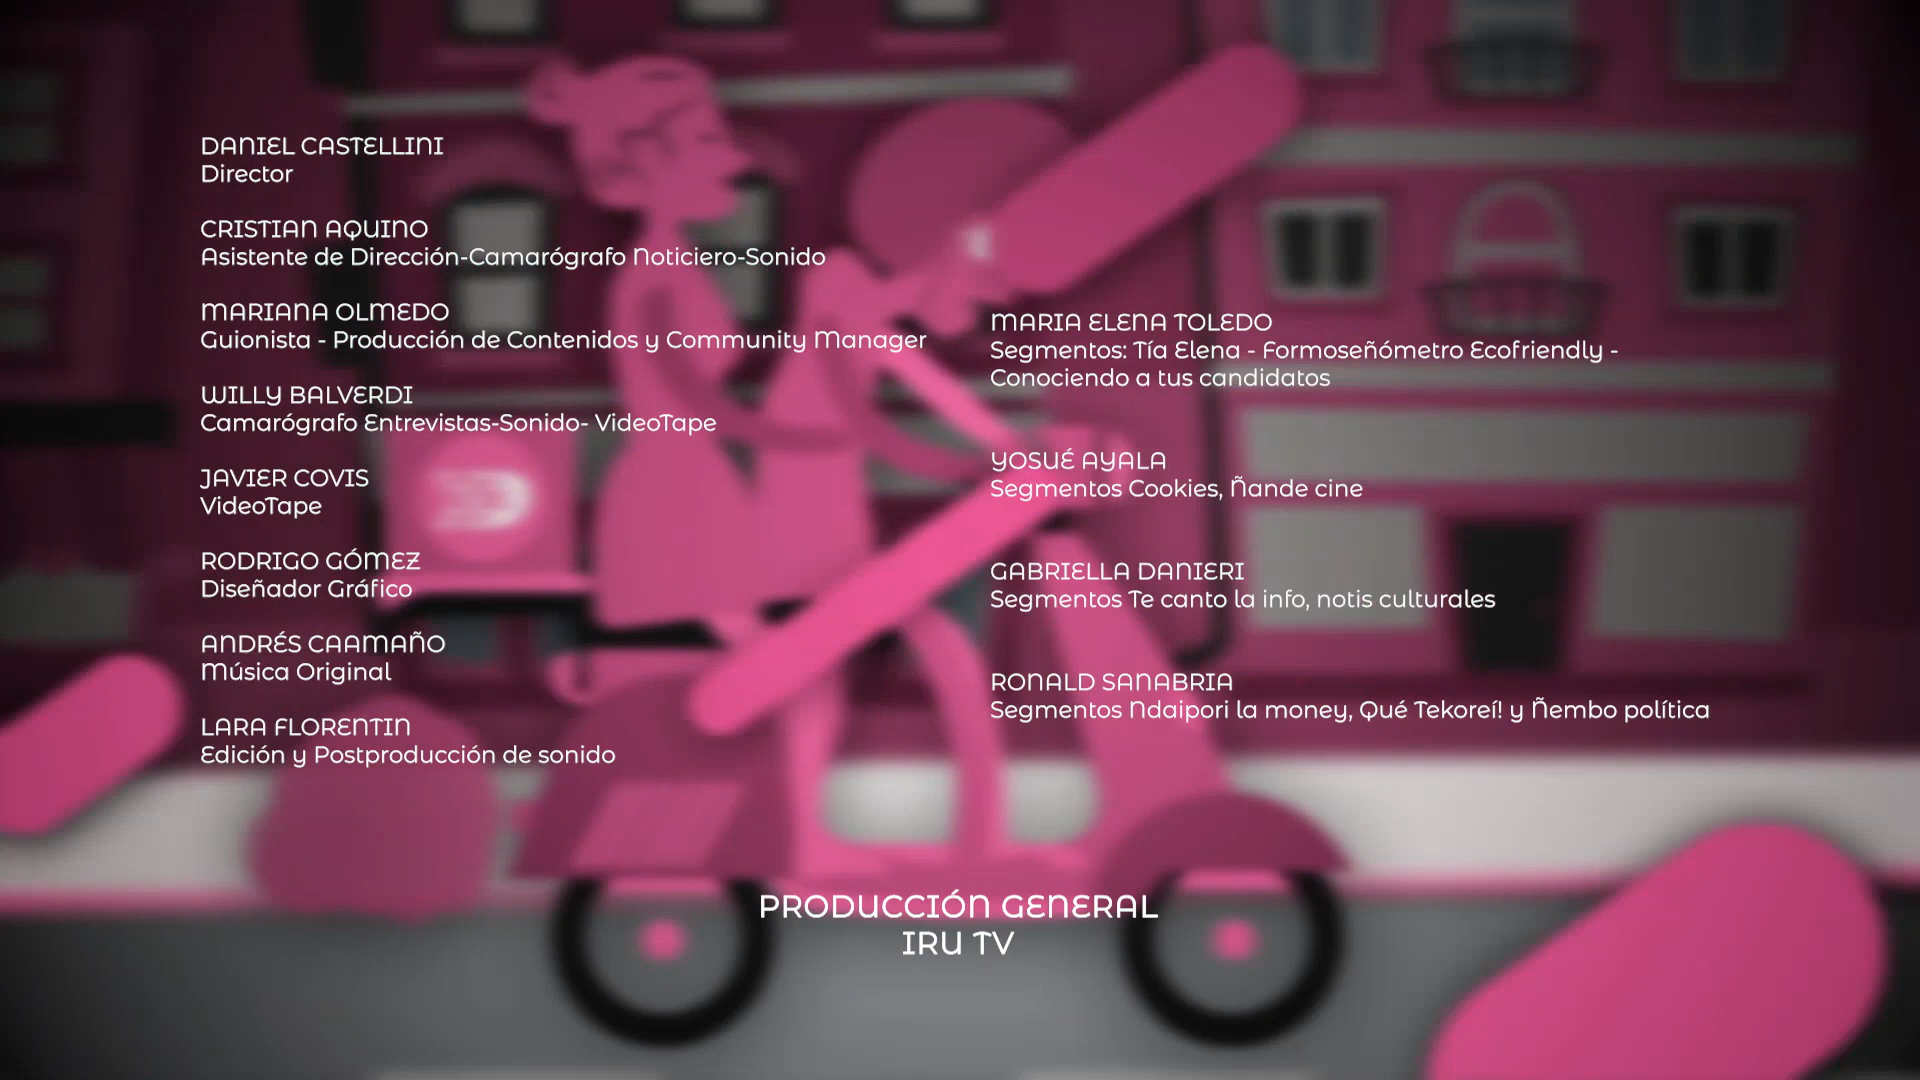 DANIEL CASTELLINI
Director
CRISTIAN AQUINO
Asistente de Dirección-Camarógrafo Noticiero-Sonido
MARIANA OLMEDO
Guionista - Producción de Contenidos y Community Manager
WILLY BALVERDI
Camarógrafo Entrevistas-Sonido- VideoTape
JAVIER COVIS
VideoTape
RODRIGO GÓMEZ
Diseñador Gráfico
ANDRÉS CAAMAÑO
Música Original
LARA FLORENTIN
Edición y Postproducción de sonido
MARIA ELENA TOLEDO
Segmentos: Tía Elena - Formoseñómetro Ecofriendly -
Conociendo a tus candidatos
YOSUÉ AYALA
Segmentos Cookies, Ñande cine
GABRIELLA DANIERI
Segmentos Te canto la info, notis culturales
RONALD SANABRIA
Segmentos Ndaipori la money, Qué Tekoreí! y Ñembo política
PRODUCCIÓN GENERAL
IRU TV